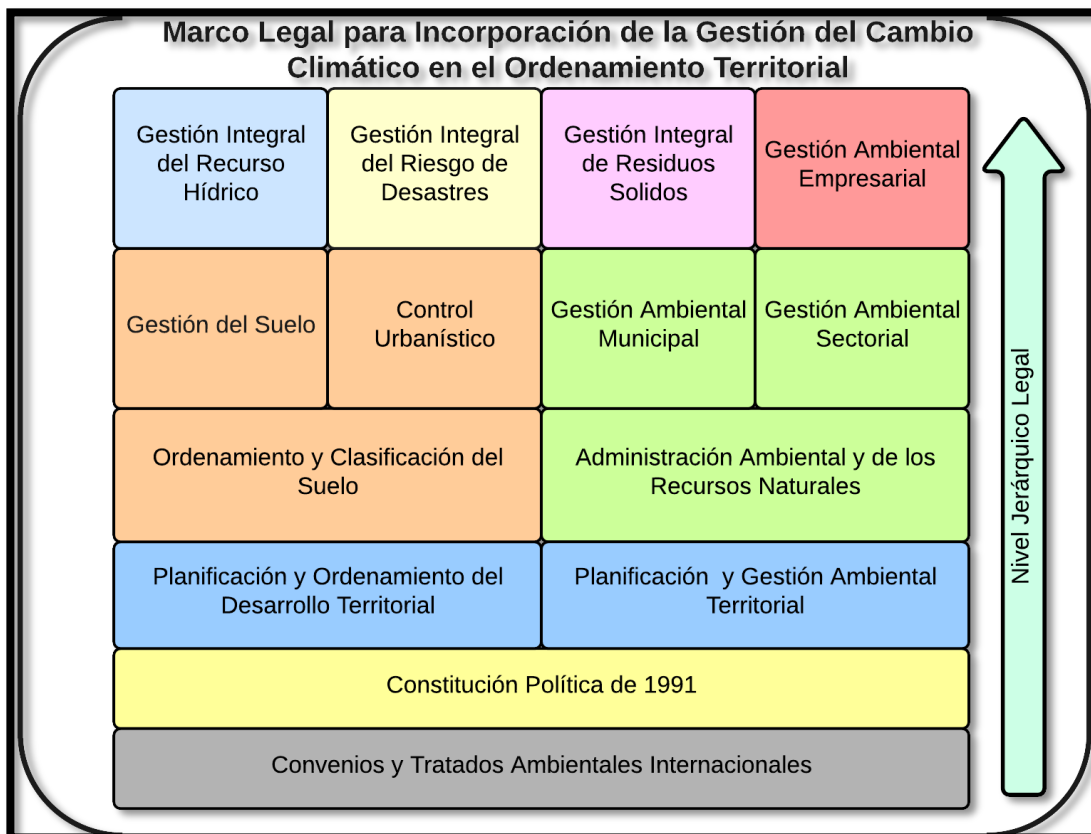 Marco Legal para Incorporación de la Gestión del Cambio
Climático en el Ordenamiento Territorial
Gestión Integral
del Recurso
Hídrico
Gestión Integral
del Riesgo de
Desastres
Gestión Integral
de Residuos
Solidos
Gestión Ambiental
Empresarial
Gestión del Suelo
Control
Urbanístico
Gestión Ambiental
Municipal
Gestión Ambiental
Sectorial
Ordenamiento y Clasificación del
Suelo
Administración Ambiental y de los
Recursos Naturales
Planificación y Ordenamiento del
Desarrollo Territorial
Planificación y Gestión Ambiental
Territorial
Constitución Política de 1991
Convenios y Tratados Ambientales Internacionales
Nivel Jerárquico Legal